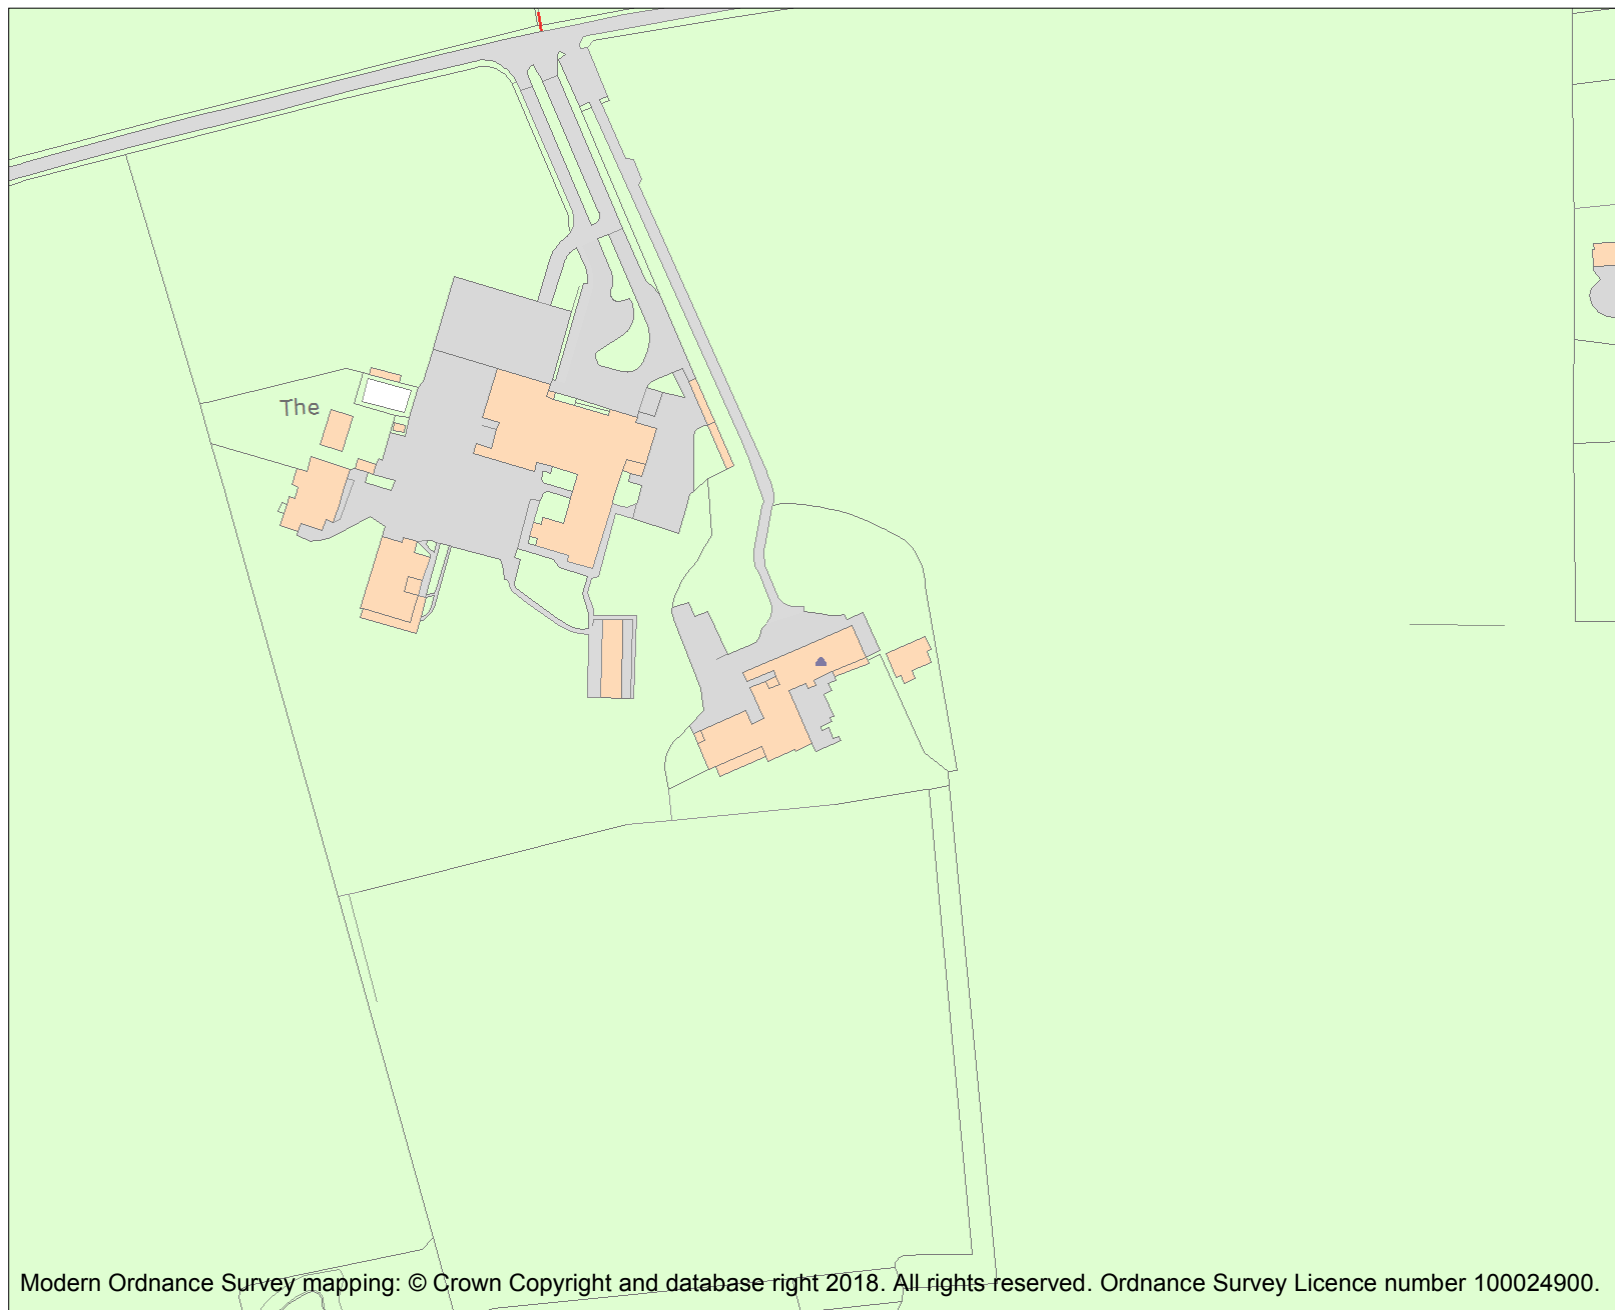 The
Modern Ordnance Survey mapping: © Crown Copyright and database right 2018. All rights reserved. Ordnance Survey Licence number 100024900.